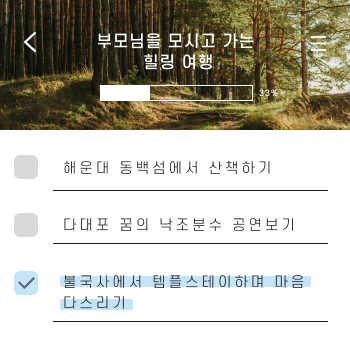 부모님을 모시고 가는
힐링 여행
33%
해운대 동백섬에서 산책하기
다대포 꿈의 낙조분수 공연보기
불국사에서 템플스테이하며 마음
다스리기